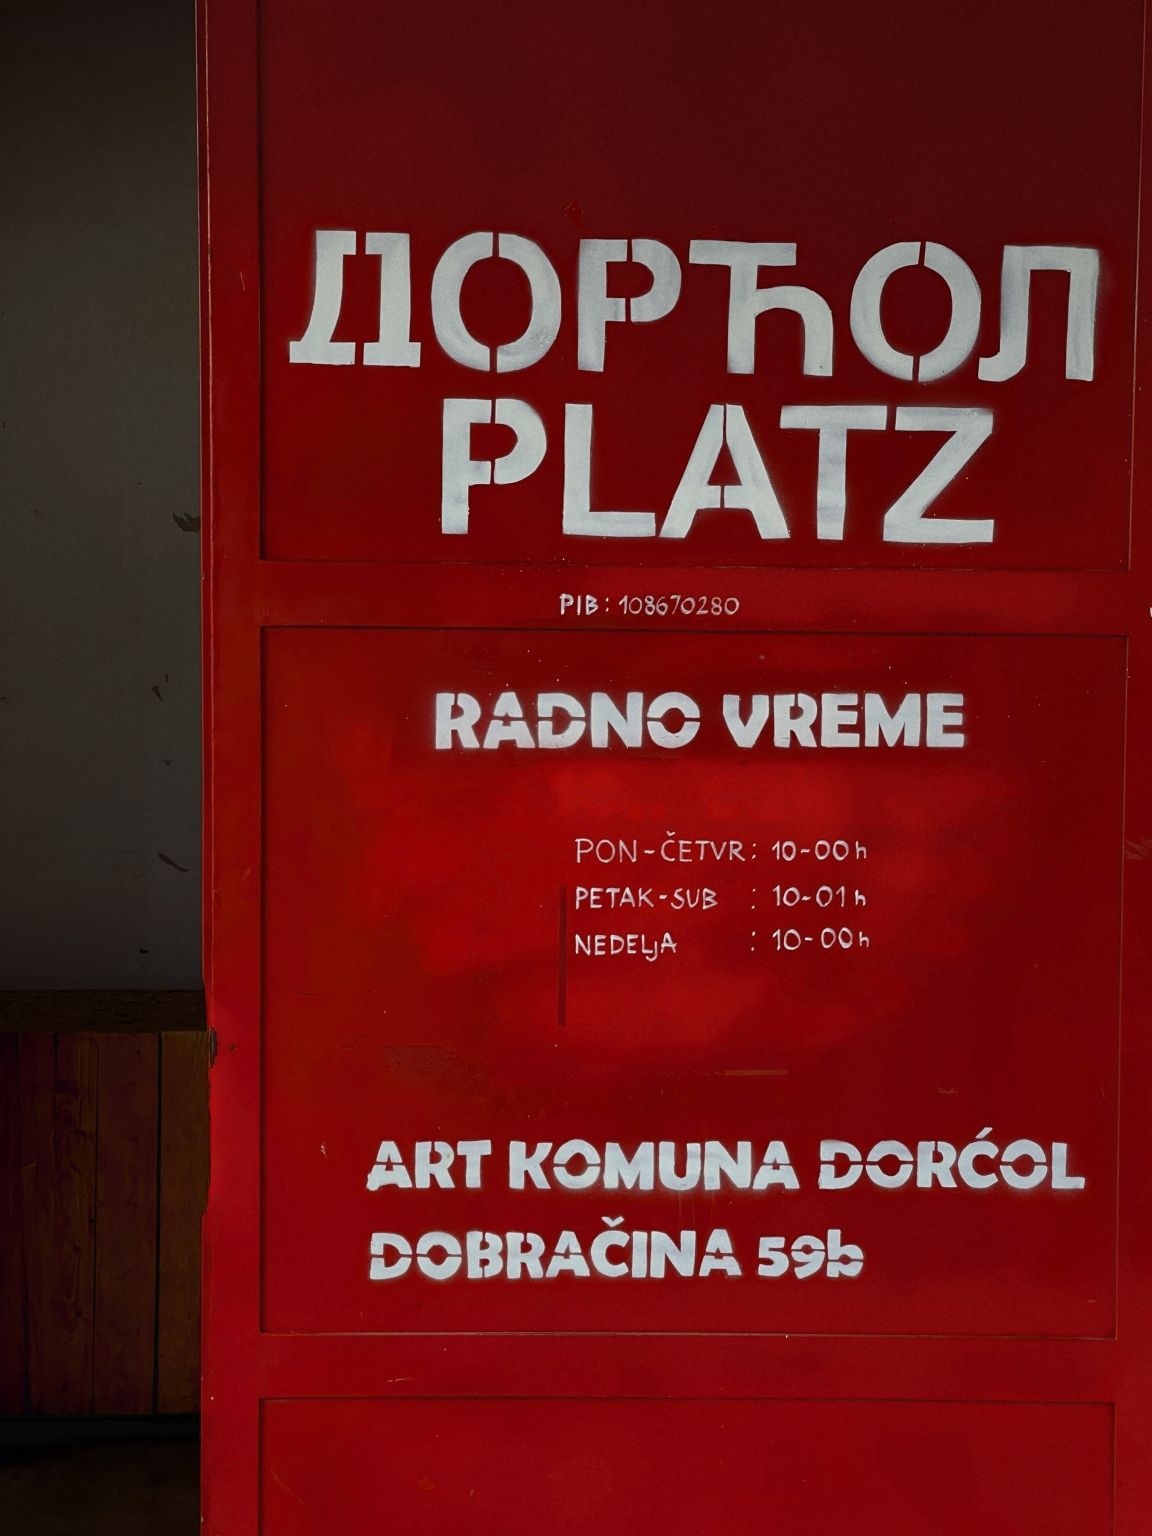 ДОРЋОЛ
PLATZ
PIB: 108670280
RADNO VREME
PON-ČETVR: 10-00h
PETAK-SUB : 10-01h
NEDELJA : 10-00h
ART KOMUNA DORĆOL
DOBRAČINA 59b